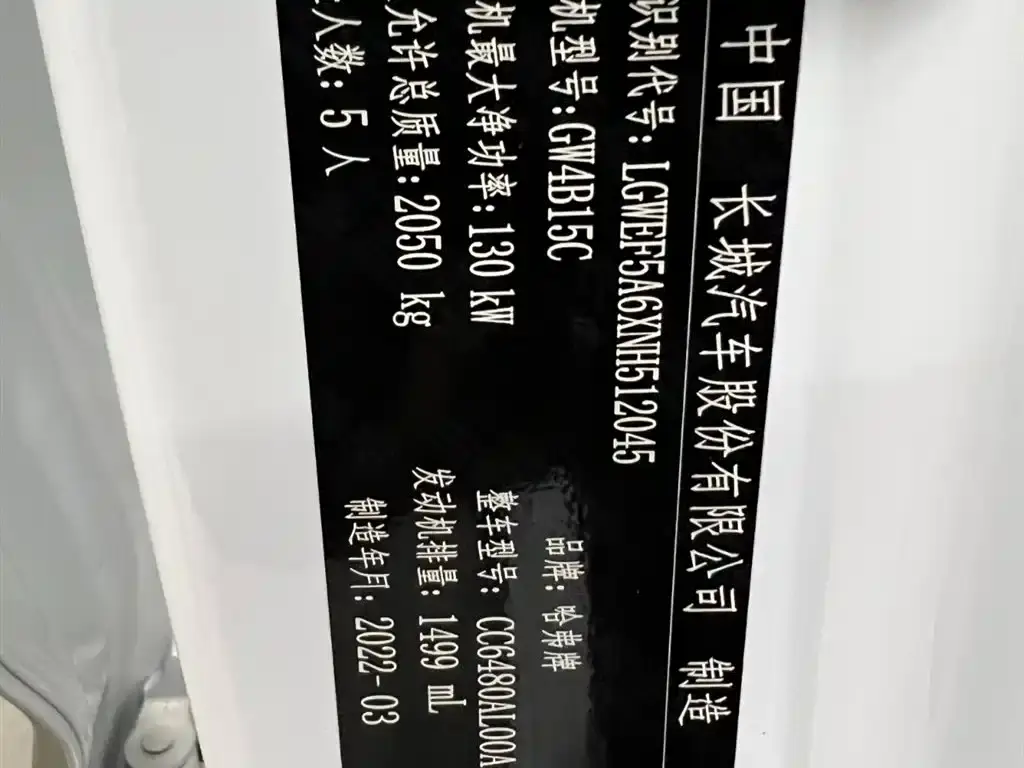 中国 长城汽车股份有限公司 制造
识别代号: LGWEF5A6XNH512045
品牌: 哈弗牌
机型号: GW4B15C
整车型号: CC6480AL00A
机最大净功率: 130 kW
发动机排量: 1499 mL
允许总质量: 2050 kg
制造年月: 2022-03
人数: 5 人